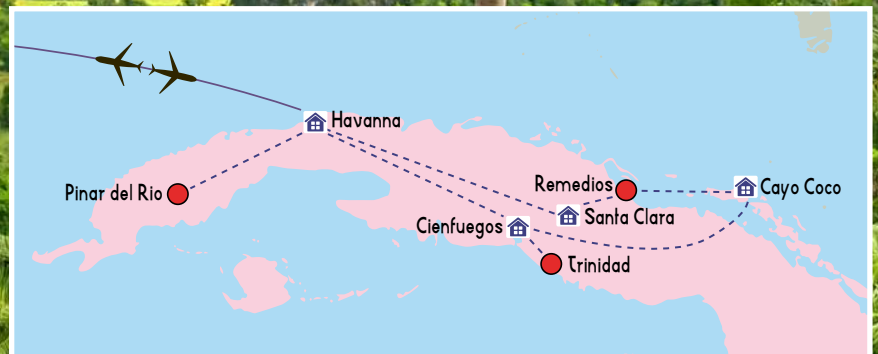 Havanna
Pinar del Rio
Remedios
Cayo Coco
Santa Clara
Cienfuegos
Trinidad